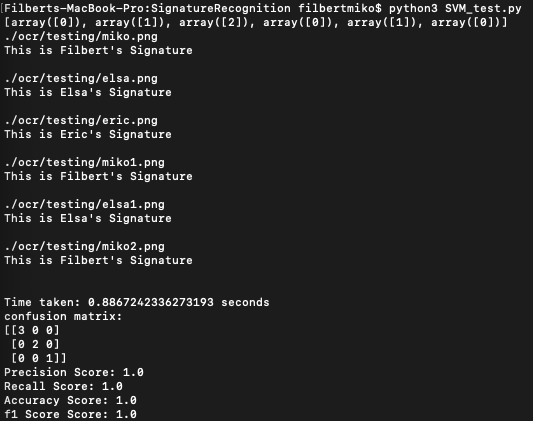 [Filberts-MacBook-Pro:SignatureRecognition filbertmiko$ python3 SVM_test.py
[array([0]), array([1]), array([2]), array([0]), array([1]), array([0])]
./ocr/testing/miko.png
This is Filbert's Signature
./ocr/testing/elsa.png
This is Elsa's Signature
./ocr/testing/eric.png
This is Eric's Signature
./ocr/testing/miko1.png
This is Filbert's Signature
./ocr/testing/elsa1.png
This is Elsa's Signature
./ocr/testing/miko2.png
This is Filbert's Signature
Time taken: 0.8867242336273193 seconds
confusion matrix:
[[3 0 0]
[0 2 0]
[0 0 1]]
Precision Score: 1.0
Recall Score: 1.0
Accuracy Score: 1.0
f1 Score Score: 1.0